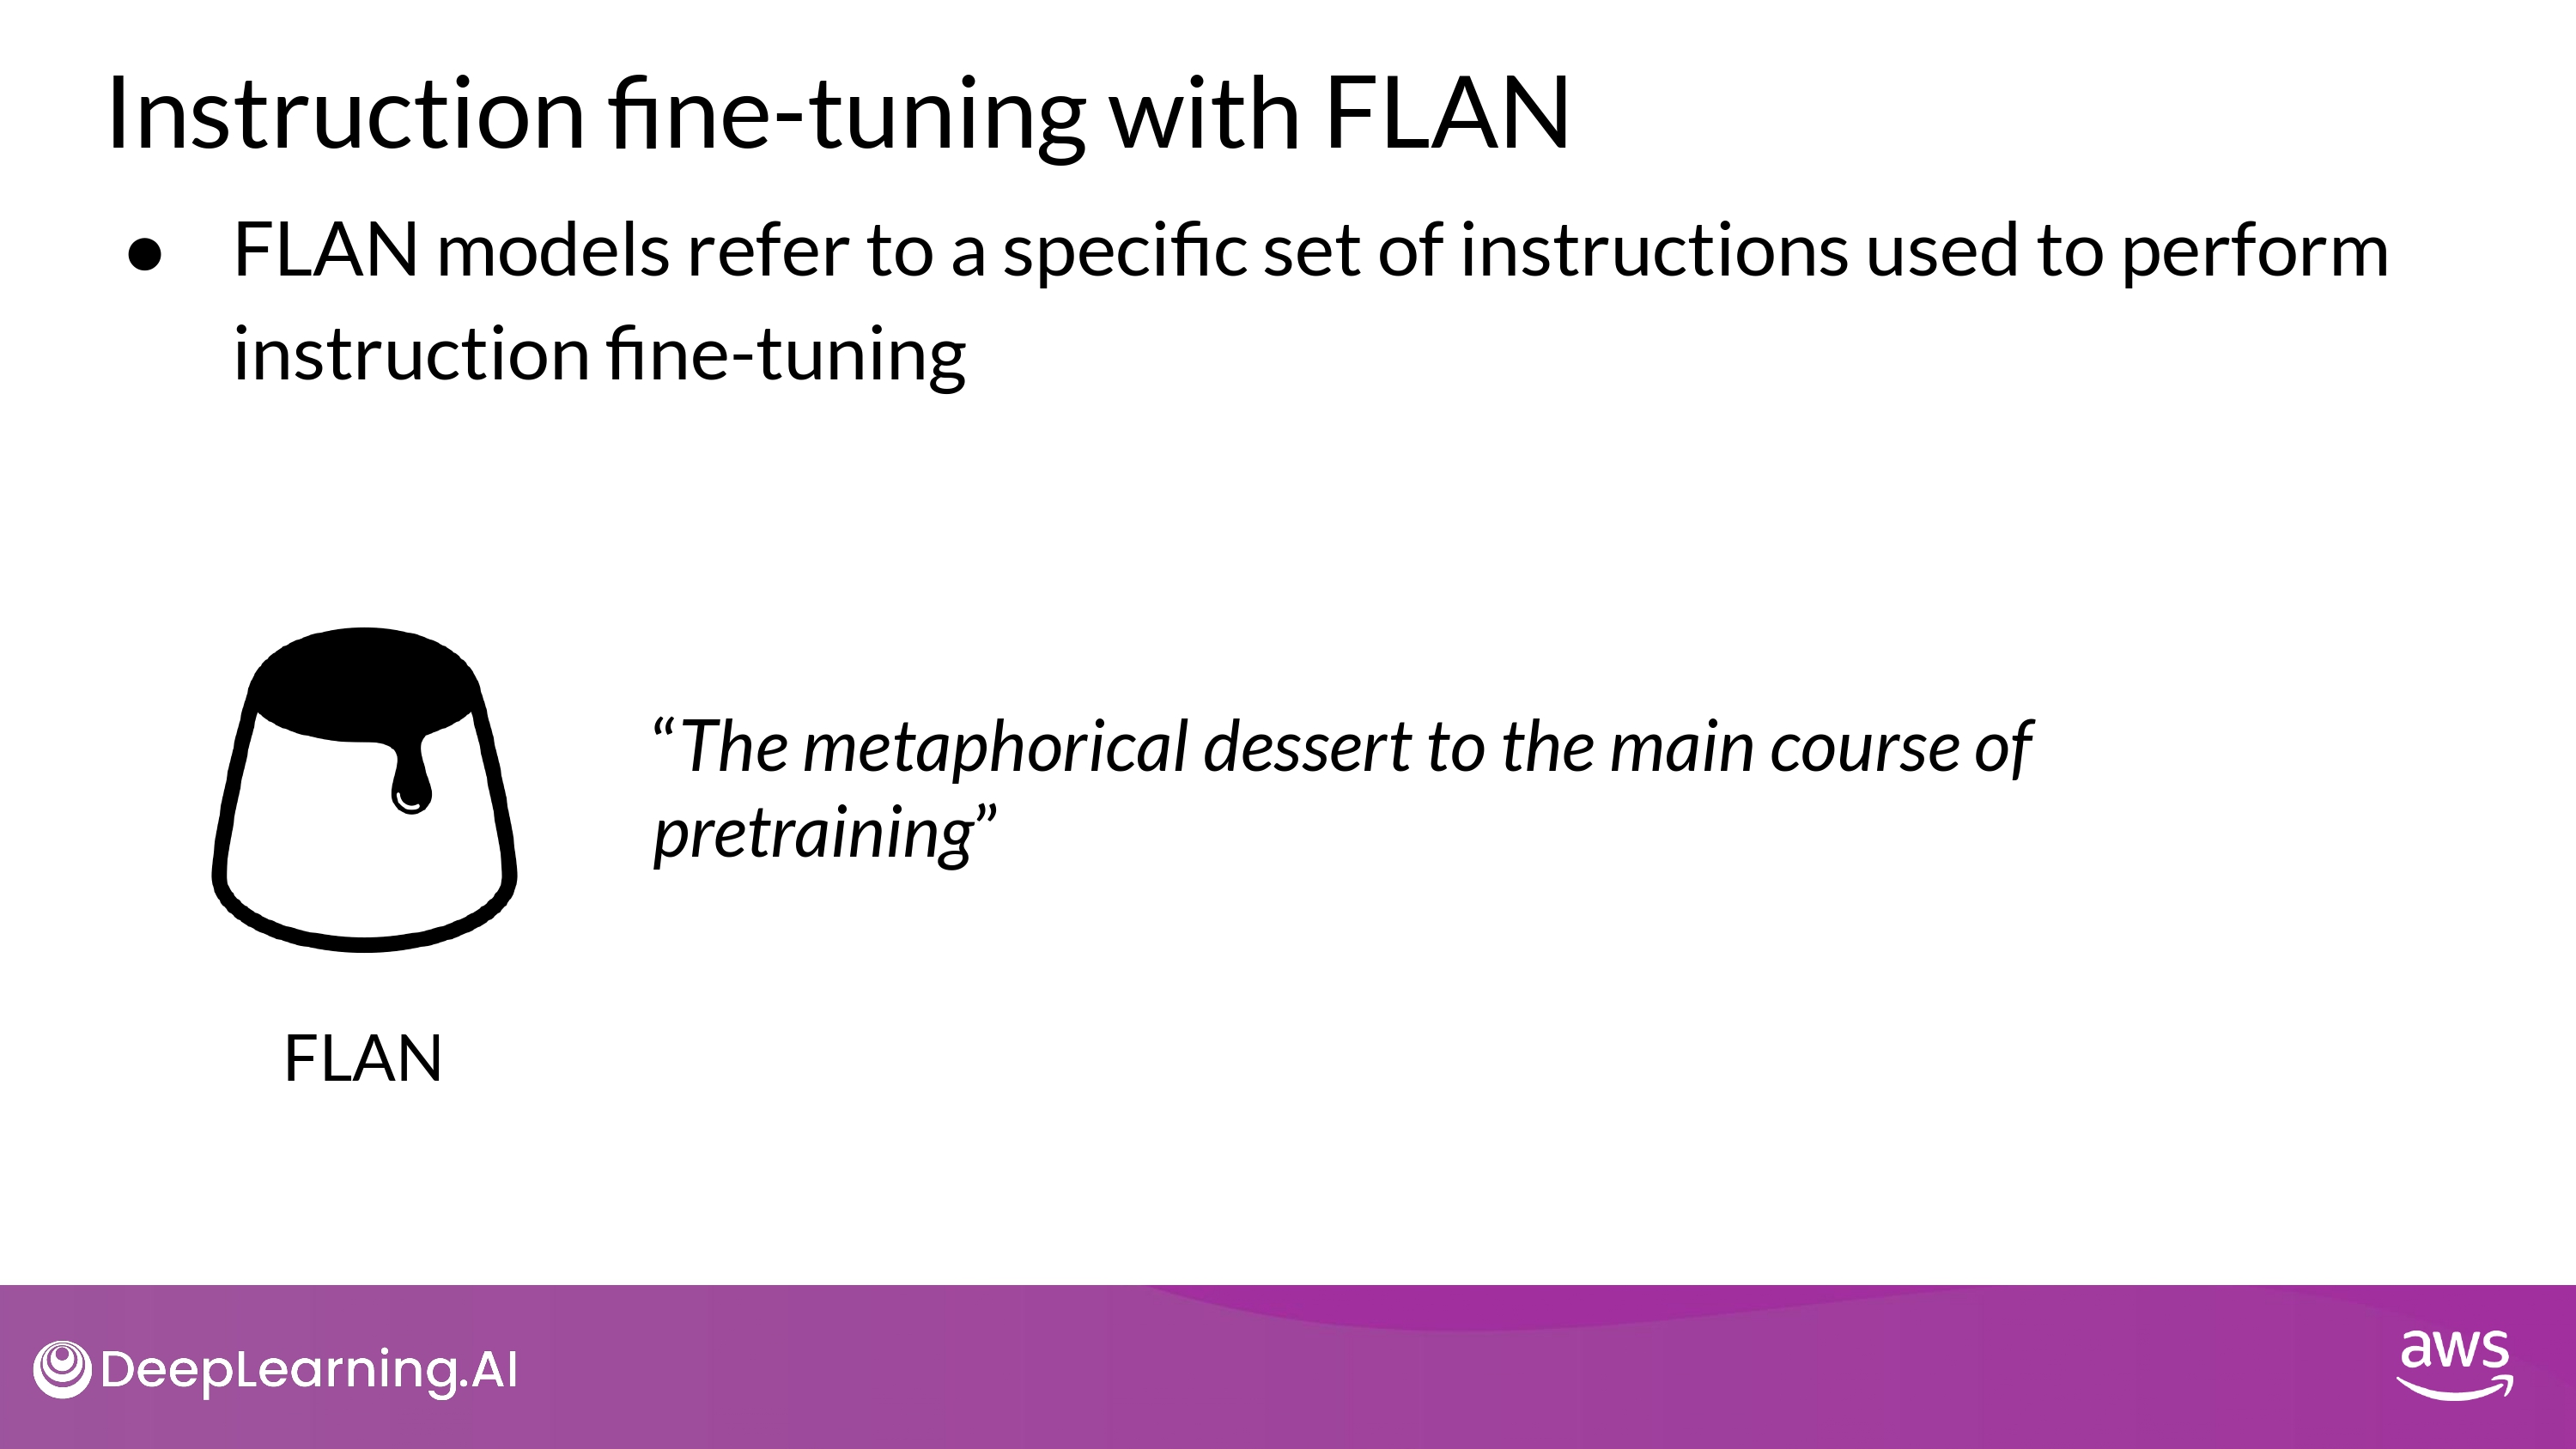 Instruction fine-tuning with FLAN
● FLAN models refer to a specific set of instructions used to perform
instruction fine-tuning
“The metaphorical dessert to the main course of
pretraining”
FLAN
DeepLearning.AI
aws